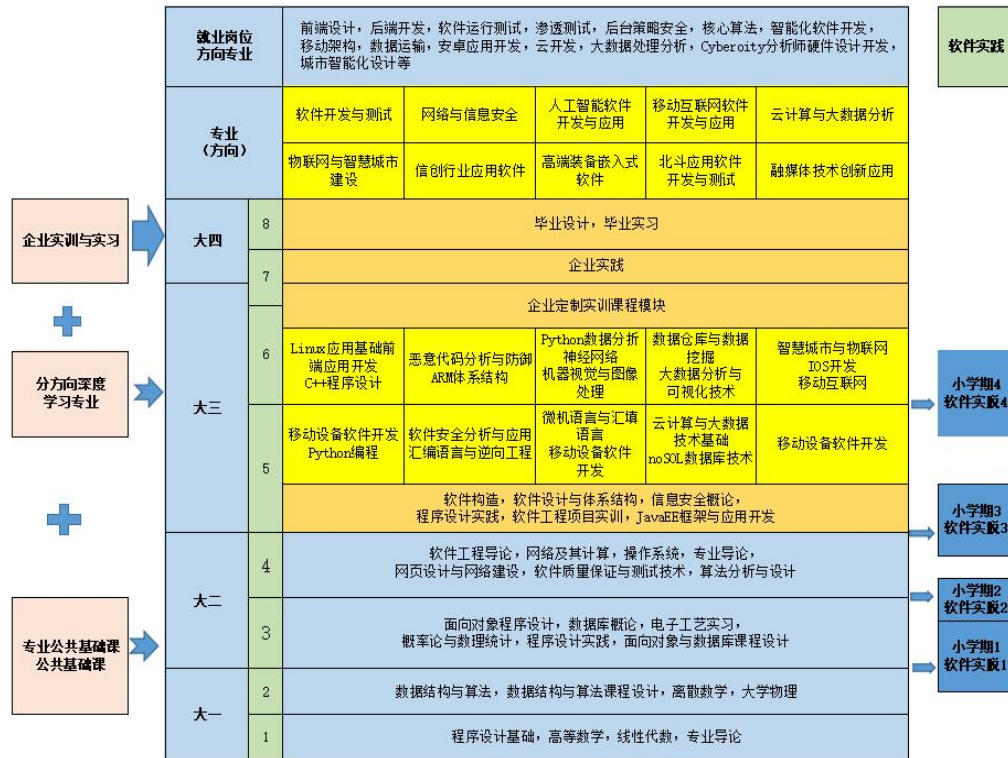 就业岗位
方向专业
前端设计，后端开发，软件运行测试，渗透测试，后台策略安全，核心算法，智能化软件开发，
移动架构，数据运输，安卓应用开发，云开发，大数据处理分析，Cyberoity分析师硬件设计开发，
城市智能化设计等
软件实践
专业
（方向）
软件开发与测试
网络与信息安全
人工智能软件
开发与应用
移动互联网软件
开发与应用
云计算与大数据分析
物联网与智慧城市
建设
信创行业应用软件
高端装备嵌入式
软件
北斗应用软件
开发与测试
融媒体技术创新应用
企业实训与实习
大四
8
毕业设计，毕业实习
7
企业实践
企业定制实训课程模块
分方向深度
学习专业
大三
6
Linux应用基础前
端应用开发
C++程序设计
恶意代码分析与防御
ARM体系结构
Python数据分析
神经网络
机器视觉与图像
处理
数据仓库与数据
挖掘
大数据分析与
可视化技术
智慧城市与物联网
IOS开发
移动互联网
小学期4
软件实践4
5
移动设备软件开发
Python编程
软件安全分析与应用
汇编语言与逆向工程
微机语言与汇填
语言
移动设备软件
开发
云计算与大数据
技术基础
noSOL数据库技术
移动设备软件开发
软件构造，软件设计与体系结构，信息安全概论，
程序设计实践，软件工程项目实训，JavaEE框架与应用开发
小学期3
软件实践3
专业公共基础课
公共基础课
大二
4
软件工程导论，网络及其计算，操作系统，专业导论，
网页设计与网络建设，软件质量保证与测试技术，算法分析与设计
小学期2
软件实践2
3
面向对象程序设计，数据库概论，电子工艺实习，
概率论与数理统计，程序设计实践，面向对象与数据库课程设计
小学期1
软件实践1
大一
2
数据结构与算法，数据结构与算法课程设计，离散数学，大学物理
1
程序设计基础，高等数学，线性代数，专业导论